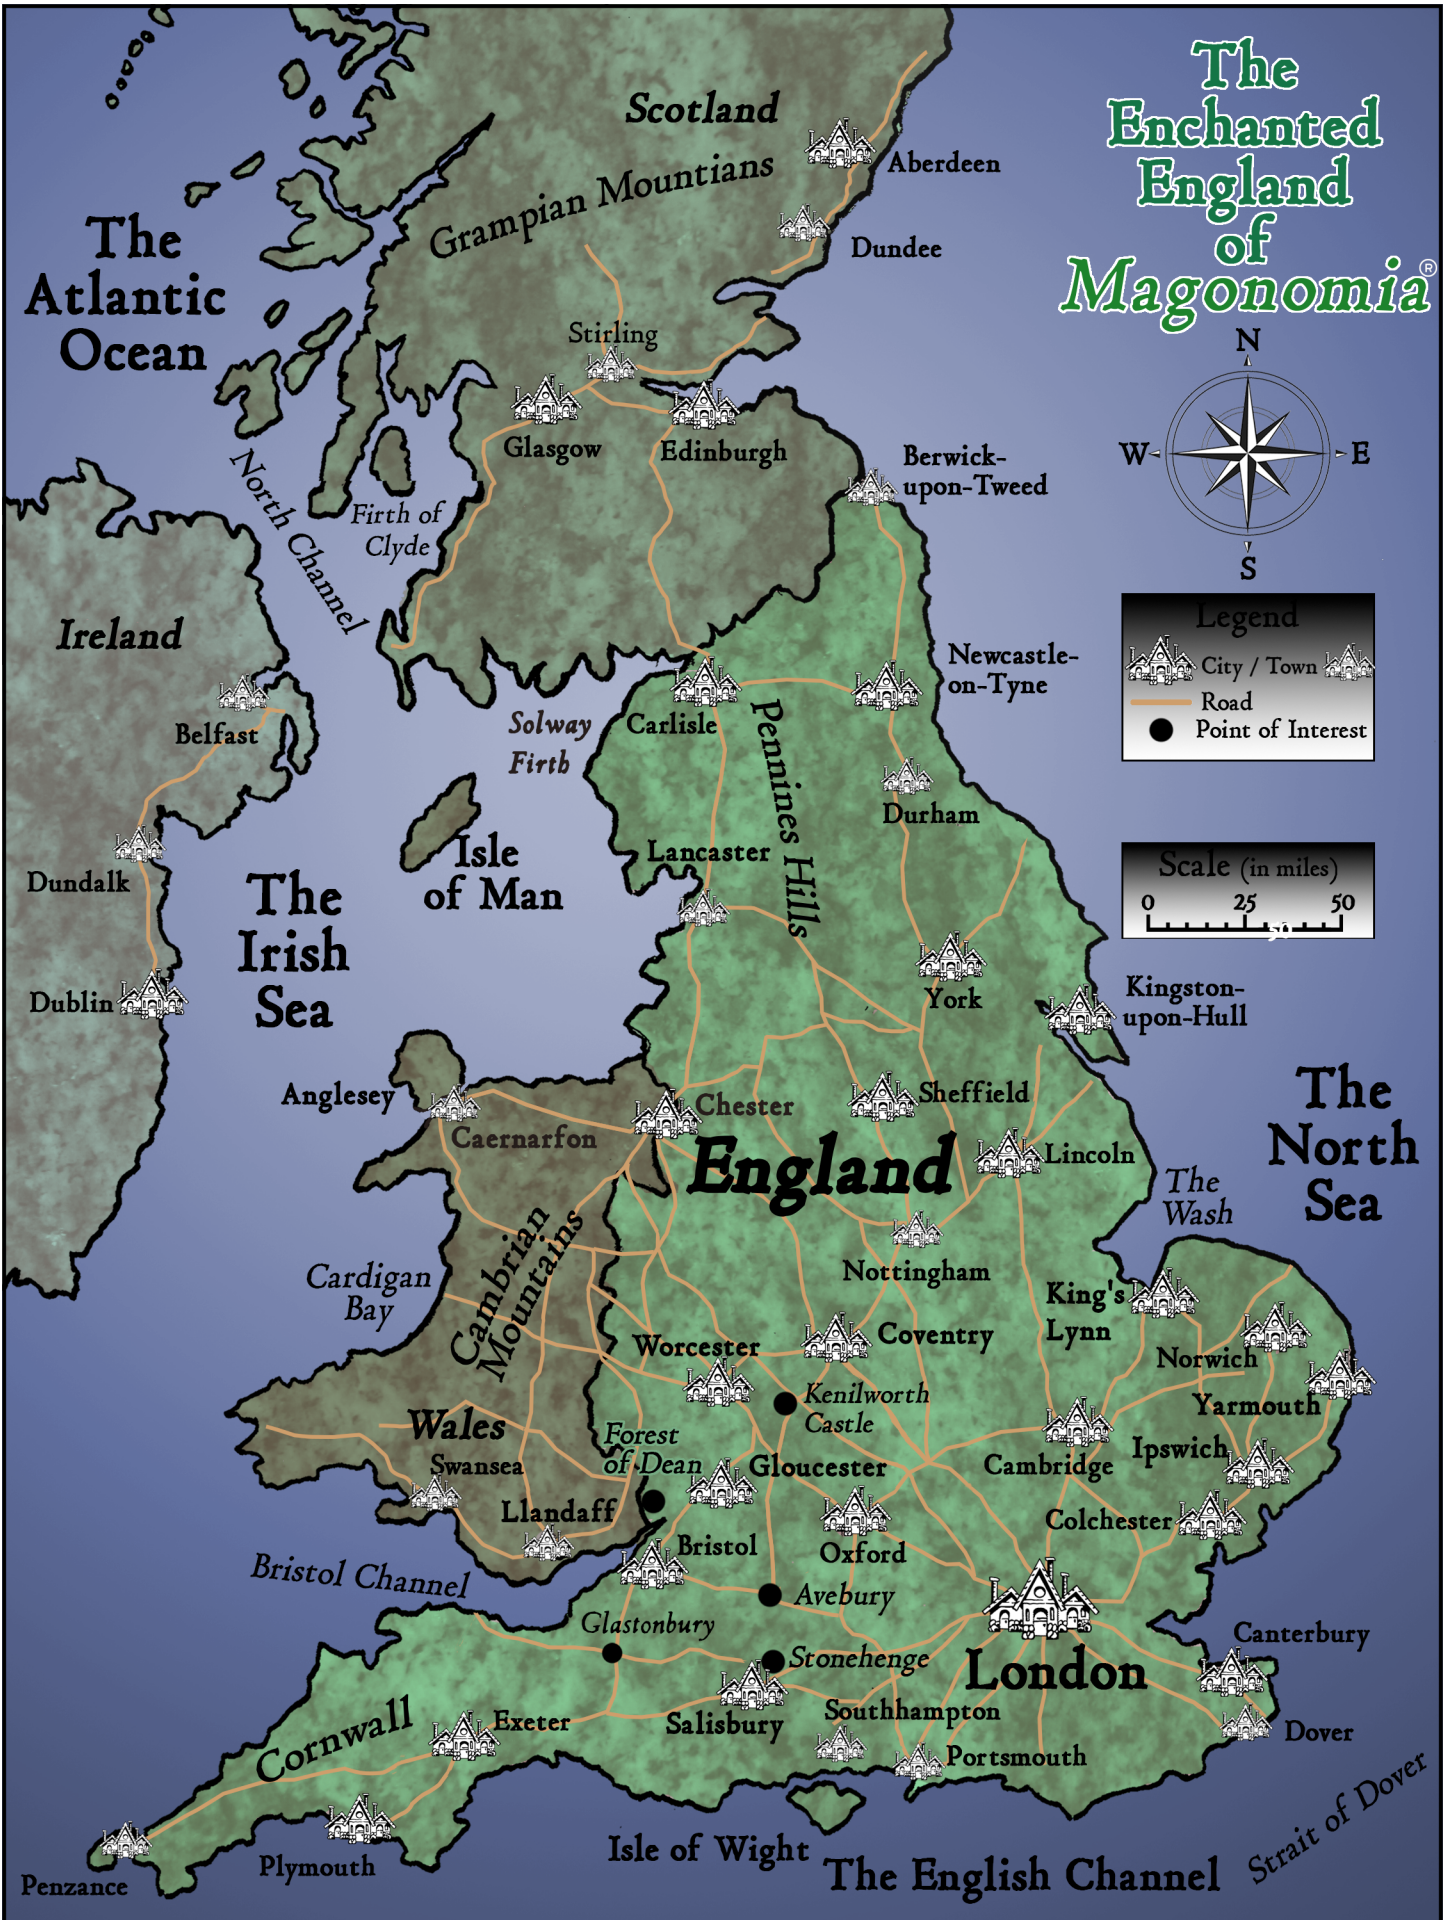 The
Enchanted
England
of
Magonomia®
Scotland
Grampian Mountians
Aberdeen
Dundee
The
Atlantic
Ocean
Stirling
Glasgow
Edinburgh
N
W
E
S
Berwick-
upon-Tweed
North Channel
Firth of
Clyde
Legend
City / Town
Road
Point of Interest
Ireland
Belfast
Newcastle-
on-Tyne
Solway
Firth
Carlisle
Pennines Hills
Durham
Isle
of Man
Lancaster
Scale (in miles)
0 25 50
50
Dundalk
The
Irish
Sea
Dublin
York
Kingston-
upon-Hull
Anglesey
Caernarfon
Chester
Sheffield
England
Lincoln
The
North
Sea
The
Wash
Cardigan
Bay
Cambrian
Mountains
Nottingham
King's
Lynn
Worcester
Coventry
Norwich
Yarmouth
Kenilworth
Castle
Wales
Swansea
Forest
of Dean
Gloucester
Cambridge
Ipswich
Llandaff
Bristol
Oxford
Colchester
Bristol Channel
Avebury
Glastonbury
Stonehenge
London
Canterbury
Cornwall
Exeter
Salisbury
Southhampton
Portsmouth
Dover
Penzance
Plymouth
Isle of Wight
The English Channel
Strait of Dover